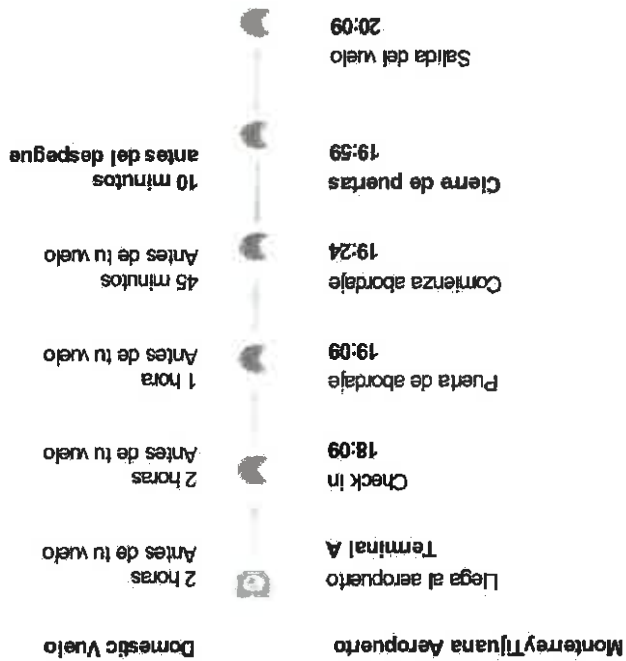 MonterreyTijuana Aeropuerto
Domestic Vuelo
Llega al aeropuerto
Terminal A
2 horas
Antes de tu vuelo
Check in
18:09
2 horas
Antes de tu vuelo
Puerta de abordaje
19:09
1 hora
Antes de tu vuelo
Comienza abordaje
19:24
45 minutos
Antes de tu vuelo
Cierre de puertas
19:59
10 minutos
antes del despegue
Salida del vuelo
20:09